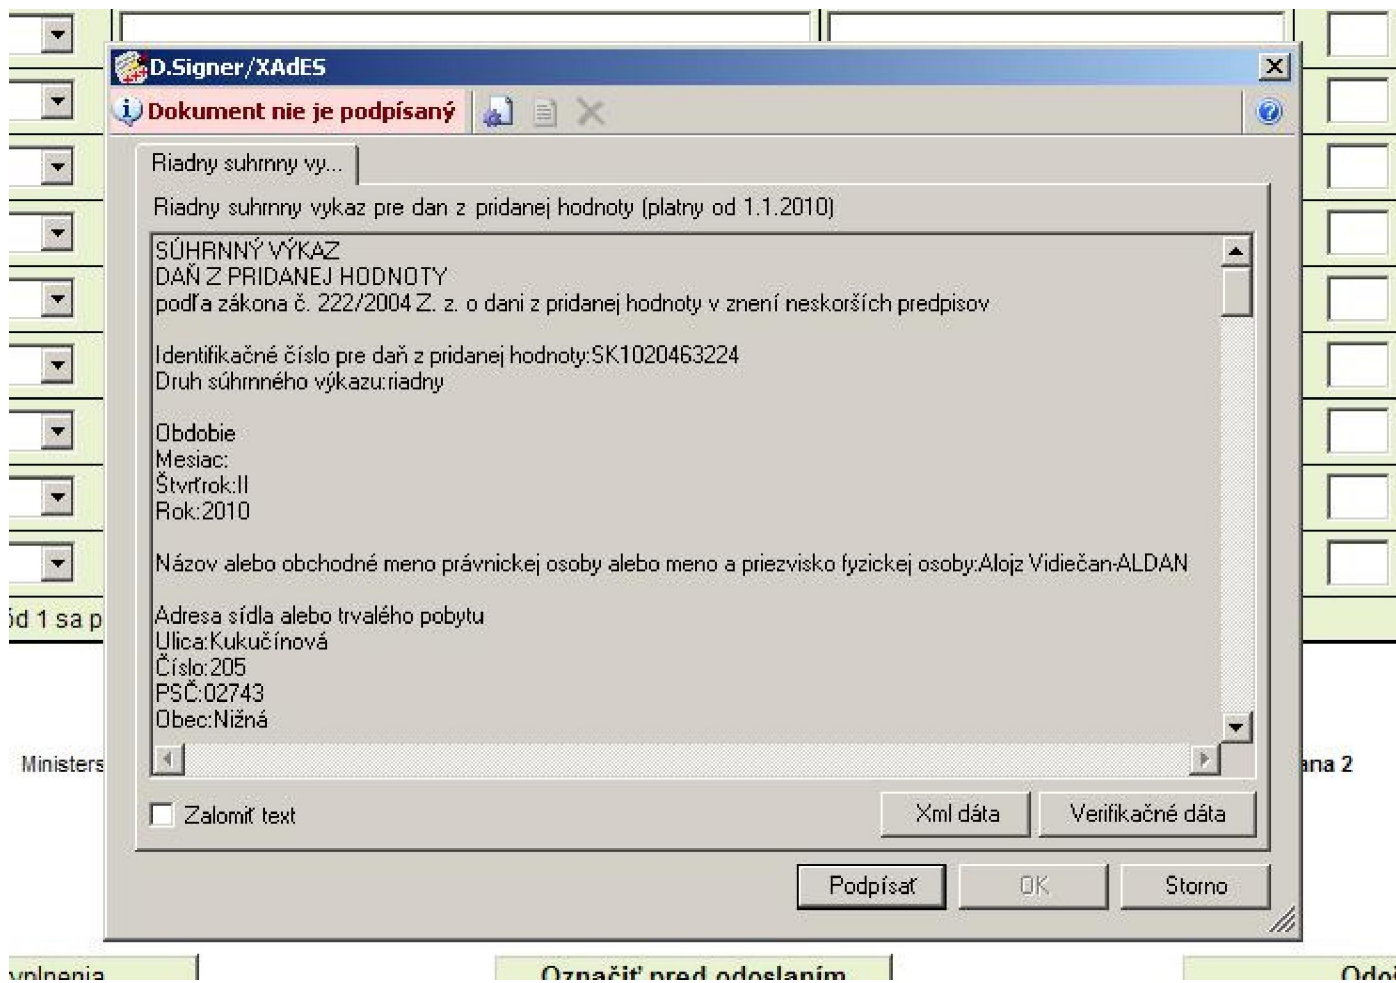 D.Signer/XAdES
Dokument nie je podpísaný
Riadny suhrnny vy...
Riadny suhrnny vykaz pre dan z pridanej hodnoty (platny od 1.1.2010)
SÚHRNNÝ VÝKAZ
DAŇ Z PRIDANEJ HODNOTY
podľa zákona č. 222/2004 Z. z. o dani z pridanej hodnoty v znení neskorších predpisov
Identifikačné číslo pre daň z pridanej hodnoty:SK1020463224
Druh súhrnného výkazu:riadny
Obdobie
Mesiac:
Štvrťrok:II
Rok:2010
Názov alebo obchodné meno právnickej osoby alebo meno a priezvisko fyzickej osoby:Alojz Vidiečan-ALDAN
Adresa sídla alebo trvalého pobytu
Ulica:Kukučínová
Číslo:205
PSČ:02743
Obec:Nižná
ód 1 sa p
Ministers
ana 2
Zalomiť text
Xml dáta
Verifikačné dáta
Podpísať
OK
Storno
Označiť pred odoslaním